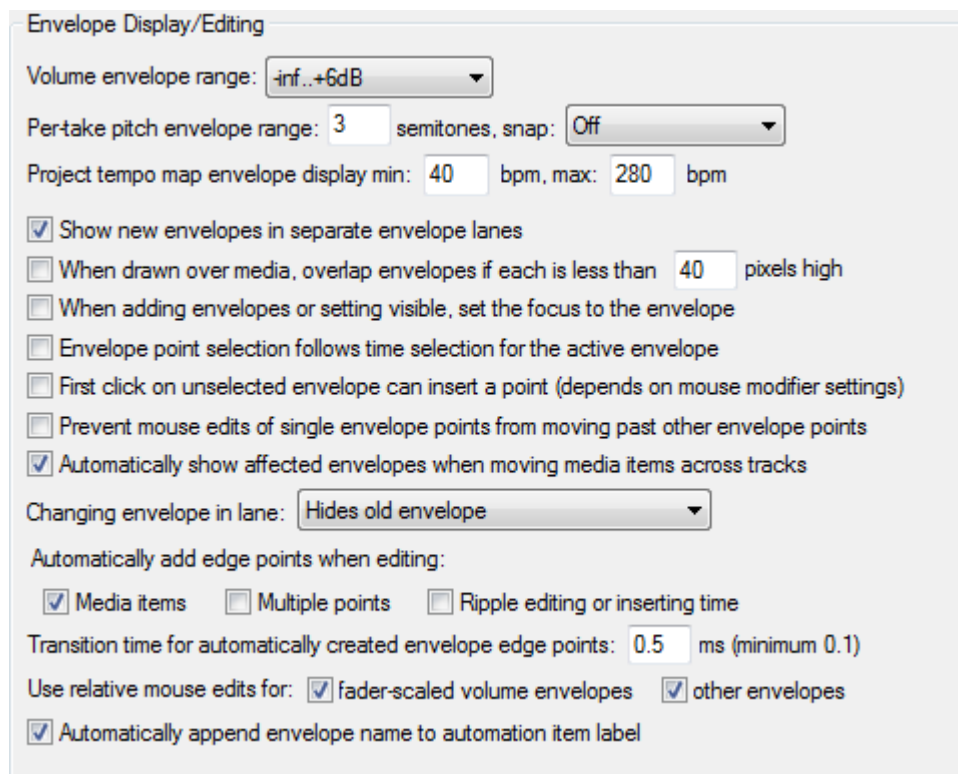 Envelope Display/Editing
Volume envelope range: -inf..+6dB
Per-take pitch envelope range: 3 semitones, snap: Off
Project tempo map envelope display min: 40 bpm, max: 280 bpm
Show new envelopes in separate envelope lanes
When drawn over media, overlap envelopes if each is less than 40 pixels high
When adding envelopes or setting visible, set the focus to the envelope
Envelope point selection follows time selection for the active envelope
First click on unselected envelope can insert a point (depends on mouse modifier settings)
Prevent mouse edits of single envelope points from moving past other envelope points
Automatically show affected envelopes when moving media items across tracks
Changing envelope in lane: Hides old envelope
Automatically add edge points when editing:
Media items Multiple points Ripple editing or inserting time
Transition time for automatically created envelope edge points: 0.5 ms (minimum 0.1)
Use relative mouse edits for: fader-scaled volume envelopes other envelopes
Automatically append envelope name to automation item label